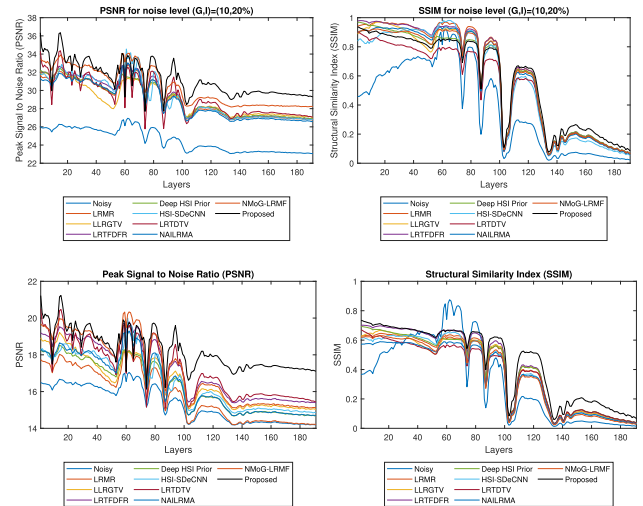 PSNR for noise level (G,I)=(10,20%)
Peak Signal to Noise Ratio (PSNR)
38
36
34
32
30
28
26
24
22
20 40 60 80 100 120 140 160 180
Layers
Noisy Deep HSI Prior NMoG-LRMF
LRMR HSI-SDeCNN Proposed
LLRGTV LRTDTV
LRTFDFR NAILRMA
SSIM for noise level (G,I)=(10,20%)
Structural Similarity Index (SSIM)
1
0.8
0.6
0.4
0.2
0
20 40 60 80 100 120 140 160 180
Layers
Noisy Deep HSI Prior NMoG-LRMF
LRMR HSI-SDeCNN Proposed
LLRGTV LRTDTV
LRTFDFR NAILRMA
Peak Signal to Noise Ratio (PSNR)
PSNR
22
20
18
16
14
20 40 60 80 100 120 140 160 180
Layers
Noisy Deep HSI Prior NMoG-LRMF
LRMR HSI-SDeCNN Proposed
LLRGTV LRTDTV
LRTFDFR NAILRMA
Structural Similarity Index (SSIM)
SSIM
1
0.8
0.6
0.4
0.2
0
20 40 60 80 100 120 140 160 180
Layers
Noisy Deep HSI Prior NMoG-LRMF
LRMR HSI-SDeCNN Proposed
LLRGTV LRTDTV
LRTFDFR NAILRMA